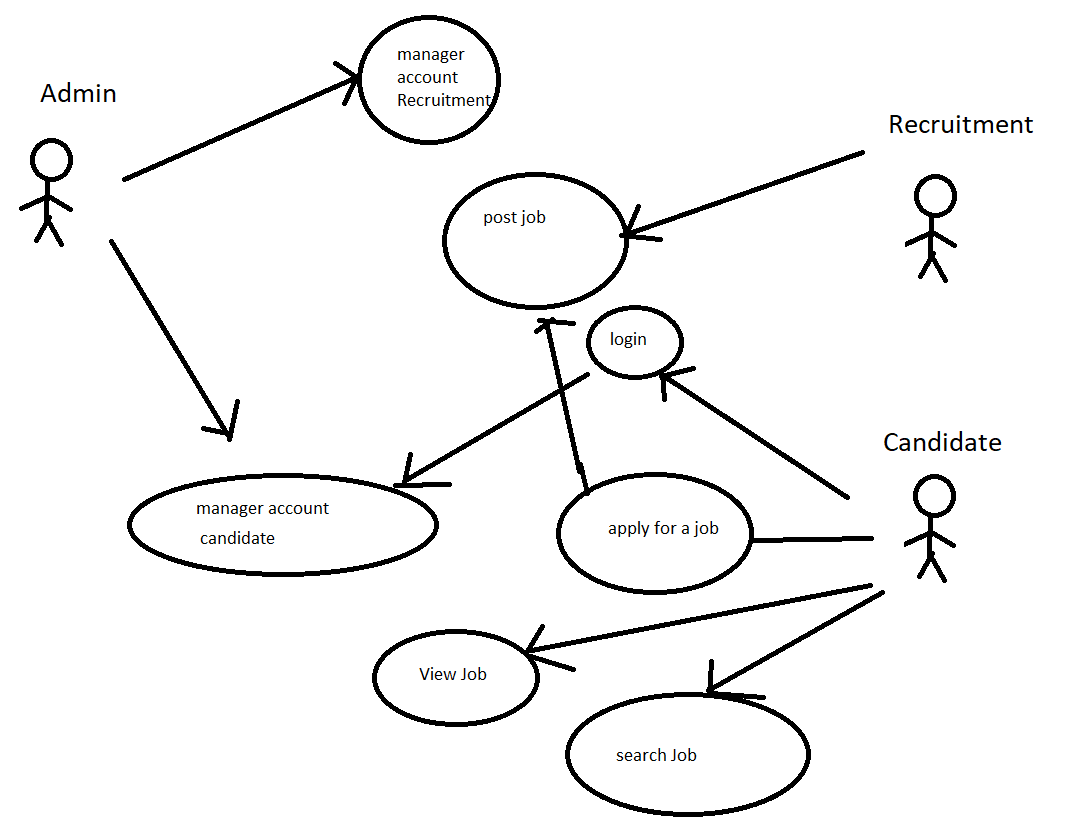 Admin
manager
account
Recruitment
Recruitment
post job
login
Candidate
manager account
candidate
apply for a job
View Job
search Job